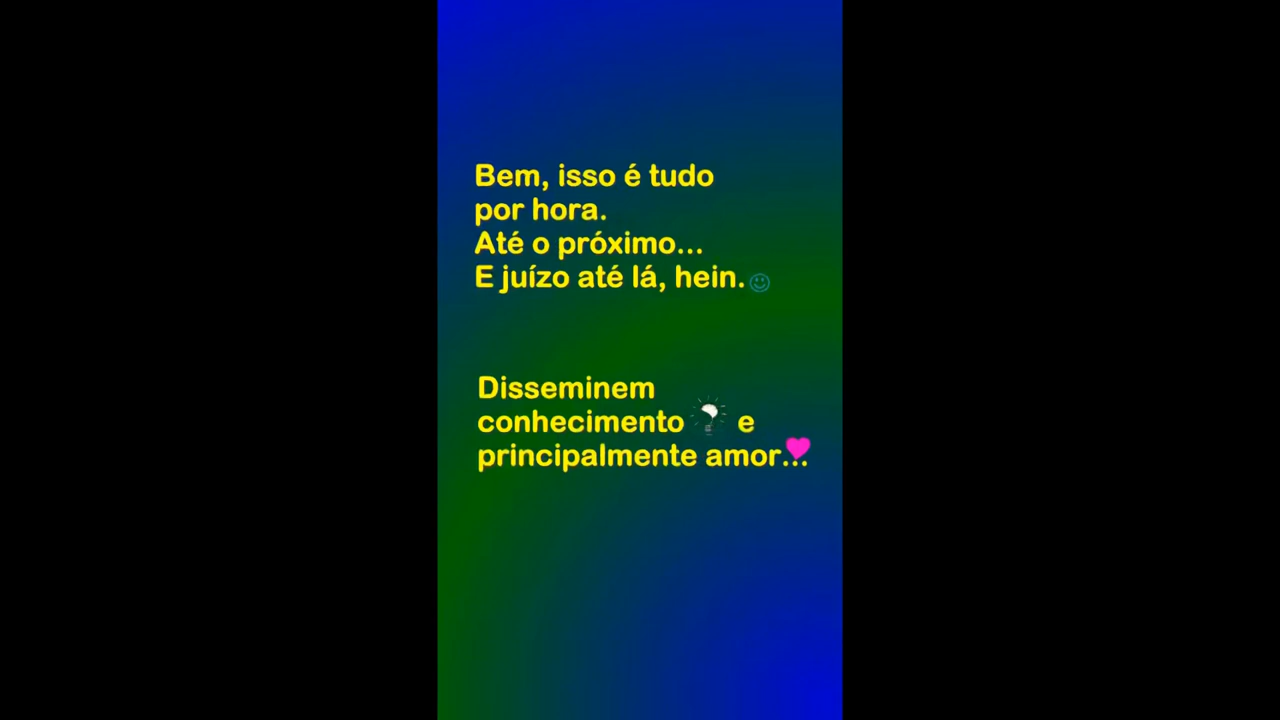 Bem, isso é tudo
por hora.
Até o próximo...
E juízo até lá, hein.
Disseminem
conhecimento e
principalmente amor...